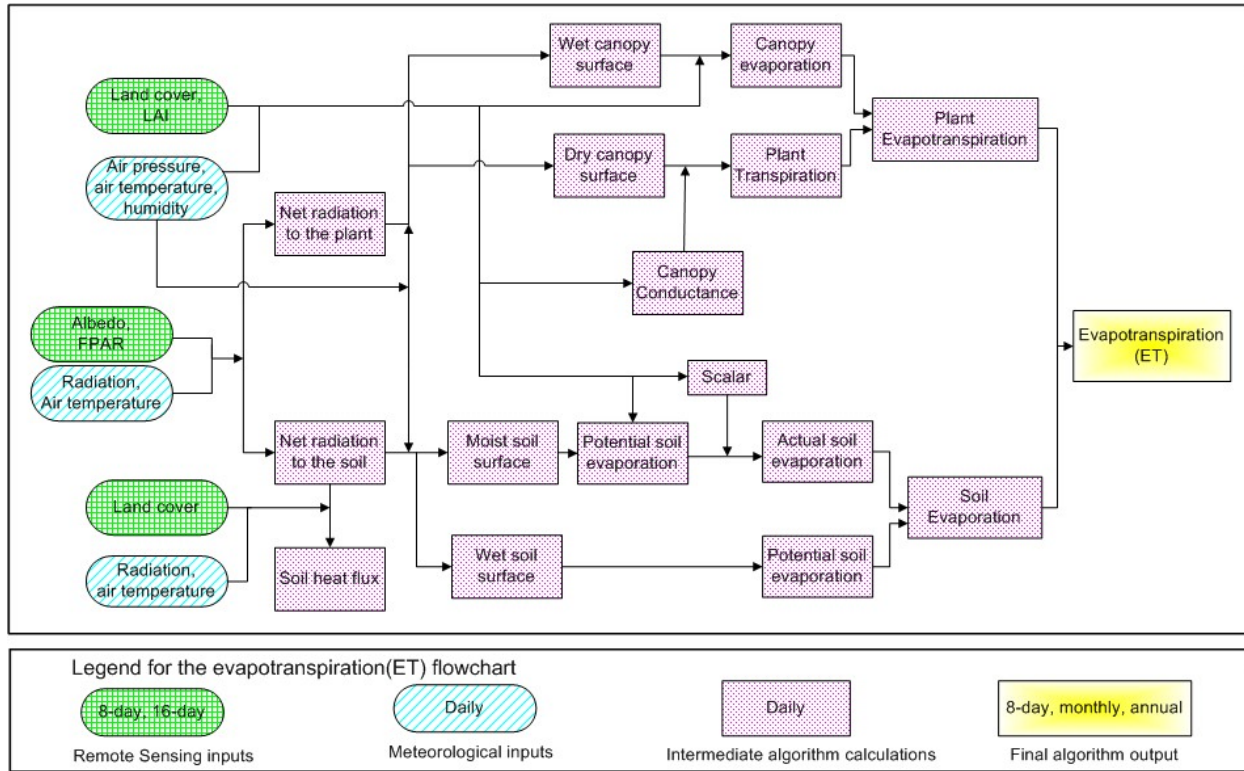 Wet canopy
surface
Canopy
evaporation
Land cover,
LAI
Plant
Evapotranspiration
Air pressure,
air temperature,
humidity
Dry canopy
surface
Plant
Transpiration
Net radiation
to the plant
Canopy
Conductance
Albedo,
FPAR
Evapotranspiration
(ET)
Radiation,
Air temperature
Scalar
Net radiation
to the soil
Moist soil
surface
Potential soil
evaporation
Actual soil
evaporation
Land cover
Soil
Evaporation
Radiation,
air temperature
Soil heat flux
Wet soil
surface
Potential soil
evaporation
Legend for the evapotranspiration(ET) flowchart
8-day, 16-day
Daily
Daily
8-day, monthly, annual
Remote Sensing inputs
Meteorological inputs
Intermediate algorithm calculations
Final algorithm output